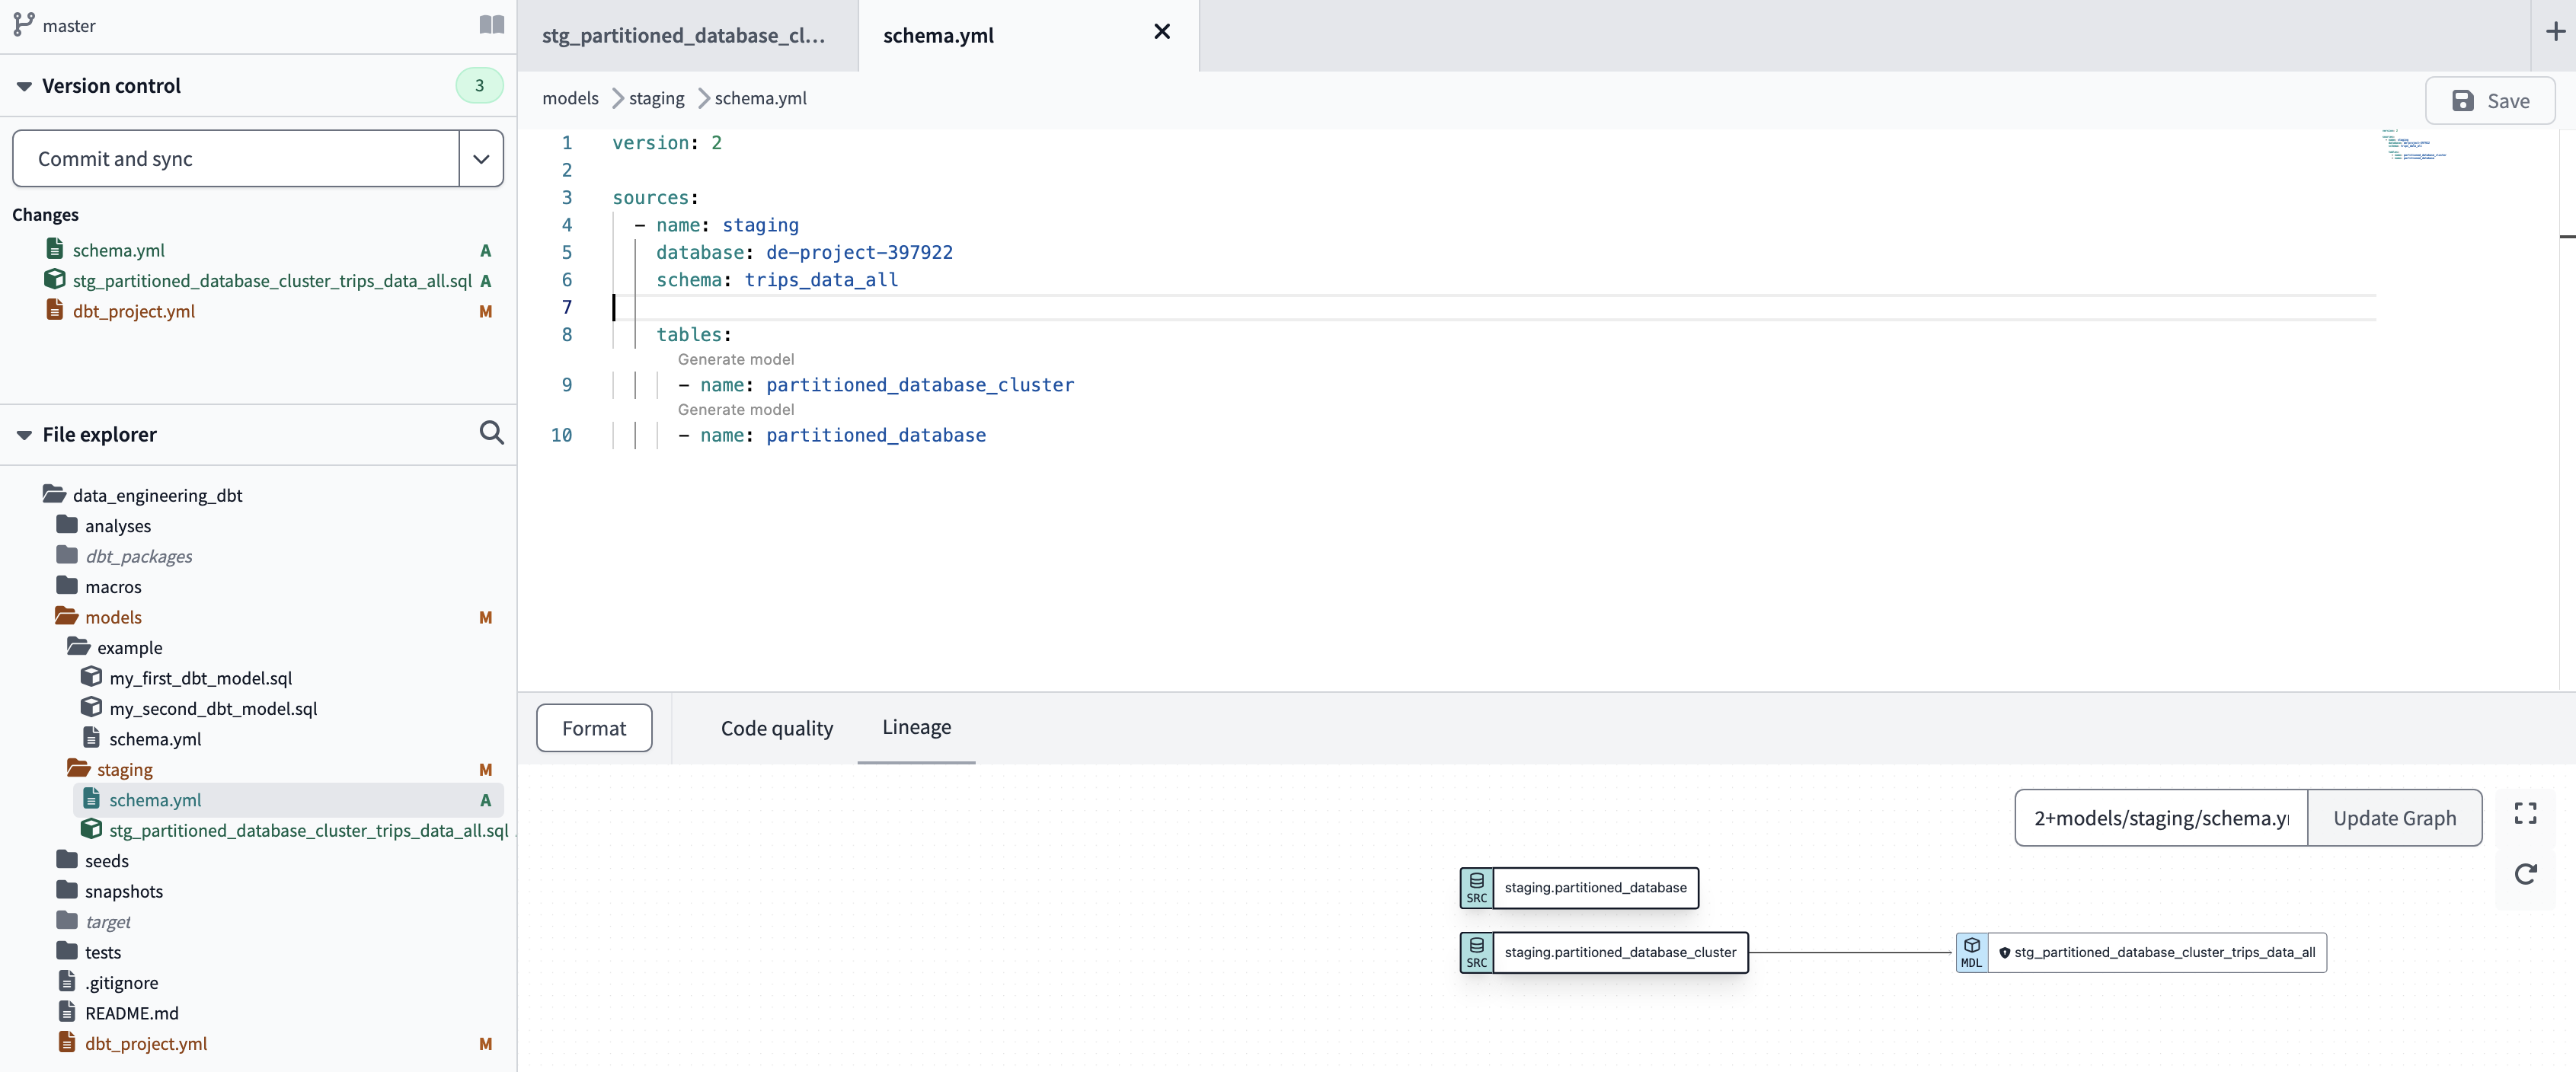 master
Version control
3
Commit and sync
Changes
schema.yml A
stg_partitioned_database_cluster_trips_data_all.sql A
dbt_project.yml M
File explorer
data_engineering_dbt
analyses
dbt_packages
macros
models M
example
my_first_dbt_model.sql
my_second_dbt_model.sql
schema.yml
staging M
schema.yml A
stg_partitioned_database_cluster_trips_data_all.sql
seeds
snapshots
target
tests
.gitignore
README.md
dbt_project.yml M
stg_partitioned_database_cl...
schema.yml
models > staging > schema.yml
Save
1 version: 2
2
3 sources:
4 - name: staging
5 database: de-project-397922
6 schema: trips_data_all
7
8 tables:
Generate model
9 - name: partitioned_database_cluster
Generate model
10 - name: partitioned_database
Format
Code quality
Lineage
2+models/staging/schema.y
Update Graph
SRC staging.partitioned_database
SRC staging.partitioned_database_cluster
MDL stg_partitioned_database_cluster_trips_data_all